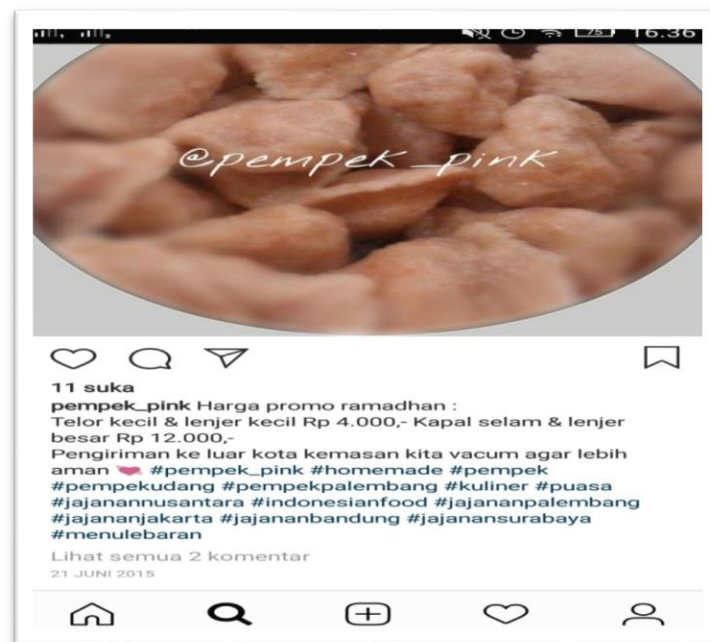 75 16.36
@pempek_pink
11 suka
pempek_pink Harga promo ramadhan :
Telor kecil & lenjer kecil Rp 4.000,- Kapal selam & lenjer
besar Rp 12.000,-
Pengiriman ke luar kota kemasan kita vacum agar lebih
aman 💘 #pempek_pink #homemade #pempek
#pempekudang #pempekpalembang #kuliner #puasa
#jajanannusantara #indonesianfood #jajananpalembang
#jajananjakarta #jajananbandung #jajanansurabaya
#menulebaran
Lihat semua 2 komentar
21 JUNI 2015